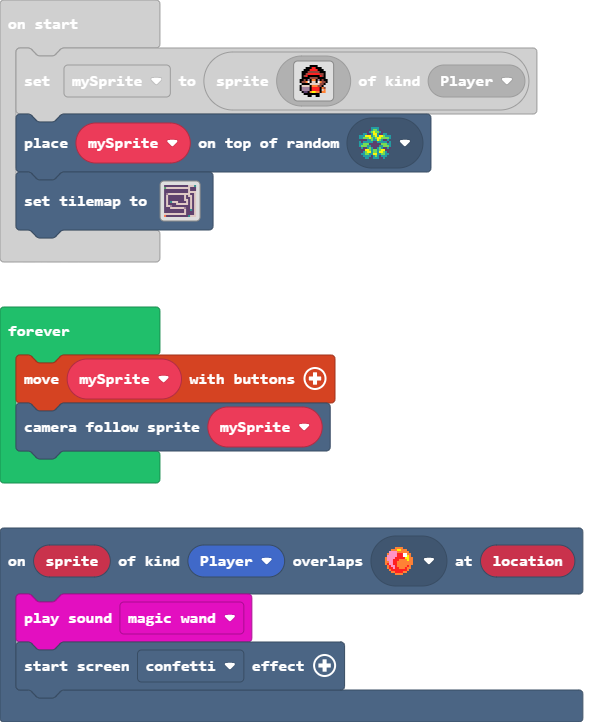 on start
set mySprite to sprite of kind Player
place mySprite on top of random
set tilemap to
forever
move mySprite with buttons
camera follow sprite mySprite
on sprite of kind Player overlaps at location
play sound magic wand
start screen confetti effect